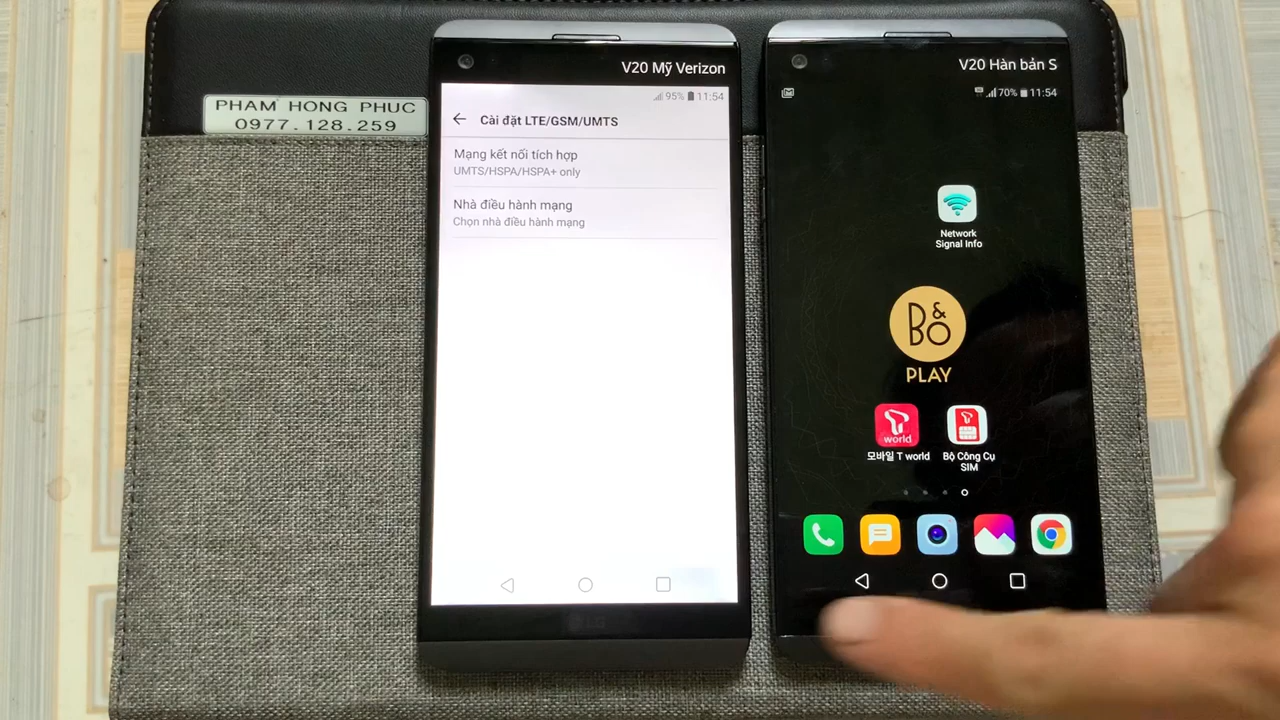 PHAM HONG PHUC
0977.128.259
V20 Mỹ Verizon
95% 11:54
Cài đặt LTE/GSM/UMTS
Mạng kết nối tích hợp
UMTS/HSPA/HSPA+ only
Nhà điều hành mạng
Chọn nhà điều hành mạng
V20 Hàn bản S
70% 11:54
Network
Signal Info
B&O
PLAY
T world
모바일 T world
Bộ Công Cụ
SIM